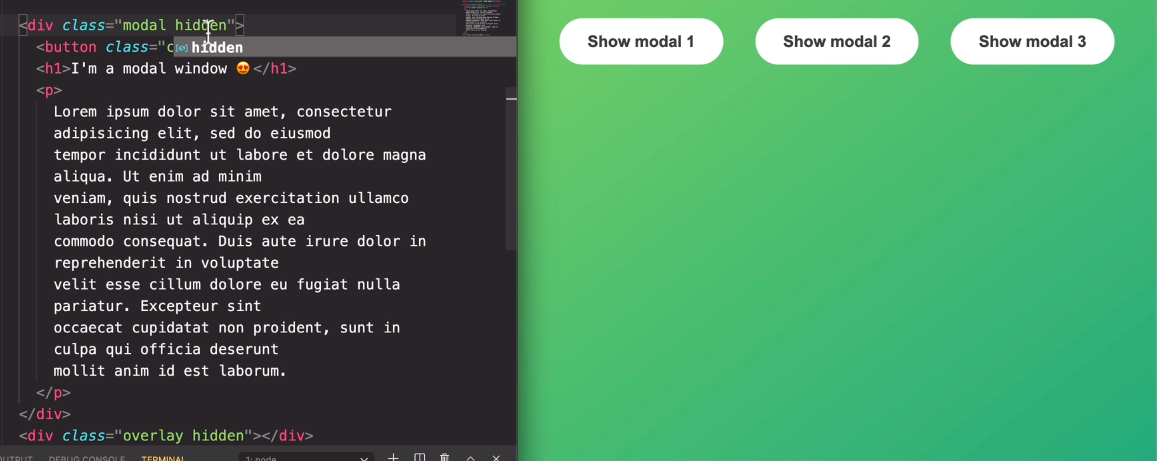 <div class="modal hidden">
<button class="c
hidden
<h1>I'm a modal window 😍</h1>
<p>
Lorem ipsum dolor sit amet, consectetur
adipisicing elit, sed do eiusmod
tempor incididunt ut labore et dolore magna
aliqua. Ut enim ad minim
veniam, quis nostrud exercitation ullamco
laboris nisi ut aliquip ex ea
commodo consequat. Duis aute irure dolor in
reprehenderit in voluptate
velit esse cillum dolore eu fugiat nulla
pariatur. Excepteur sint
occaecat cupidatat non proident, sunt in
culpa qui officia deserunt
mollit anim id est laborum.
</p>
</div>
<div class="overlay hidden"></div>
OUTPUT DEBUG CONSOLE TERMINAL 1: node
Show modal 1 Show modal 2 Show modal 3